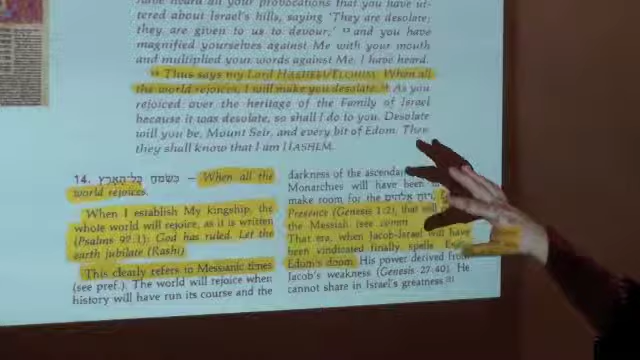 have heard all your provocations that you have ut-
tered about Israel's hills, saying 'They are desolate;
they are given to us to devour;' ¹³ and you have
magnified yourselves against Me with your mouth
and multiplied your words against Me. I have heard.
¹⁴ Thus says my Lord HASHEM/ELOHIM: When all
the world rejoices, I will make you desolate. ¹⁵ As you
rejoiced over the heritage of the Family of Israel
because it was desolate, so shall I do to you. Desolate
will you be, Mount Seir, and every bit of Edom. Then
they shall know that I am HASHEM.
14. כִּשְׂמֹחַ כָּל־הָאָרֶץ — When all the
world rejoices.
When I establish My kingship, the
whole world will rejoice, as it is written
(Psalms 97:1): God has ruled. Let the
earth jubilate (Rashi)
This clearly refers to Messianic times
(see pref.). The world will rejoice when
history will have run its course and the
darkness of the
Monarches will have been
make room for the רוּחַ אֱלֹהִים,
Presence (Genesis 1:2), that will
the Messiah (see comm
That era, when Jacob-Israel will have
been vindicated finally spells
Edom's doom. His power derived from
Jacob's weakness (Genesis 27:40). He
cannot share in Israel's greatness.